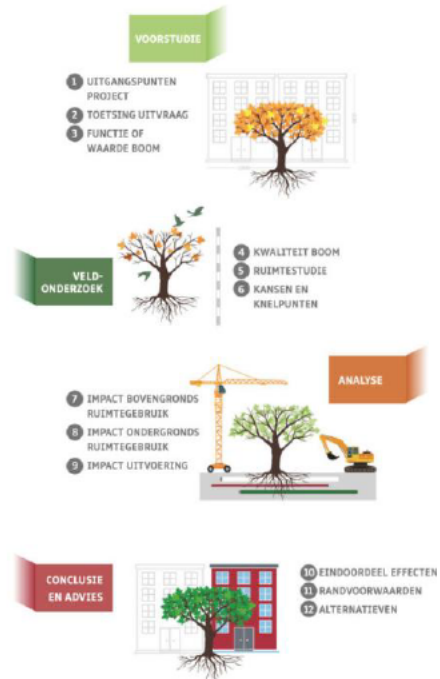 VOORSTUDIE
1 UITGANGSPUNTEN
PROJECT
2 TOETSING UITVRAAG
3 FUNCTIE OF
WAARDE BOOM
VELD-
ONDERZOEK
4 KWALITEIT BOOM
5 RUIMTESTUDIE
6 KANSEN EN
KNELPUNTEN
ANALYSE
7 IMPACT BOVENGRONDS
RUIMTEGEBRUIK
8 IMPACT ONDERGRONDS
RUIMTEGEBRUIK
9 IMPACT UITVOERING
CONCLUSIE
EN ADVIES
10 EINDOORDEEL EFFECTEN
11 RANDVOORWAARDEN
12 ALTERNATIEVEN